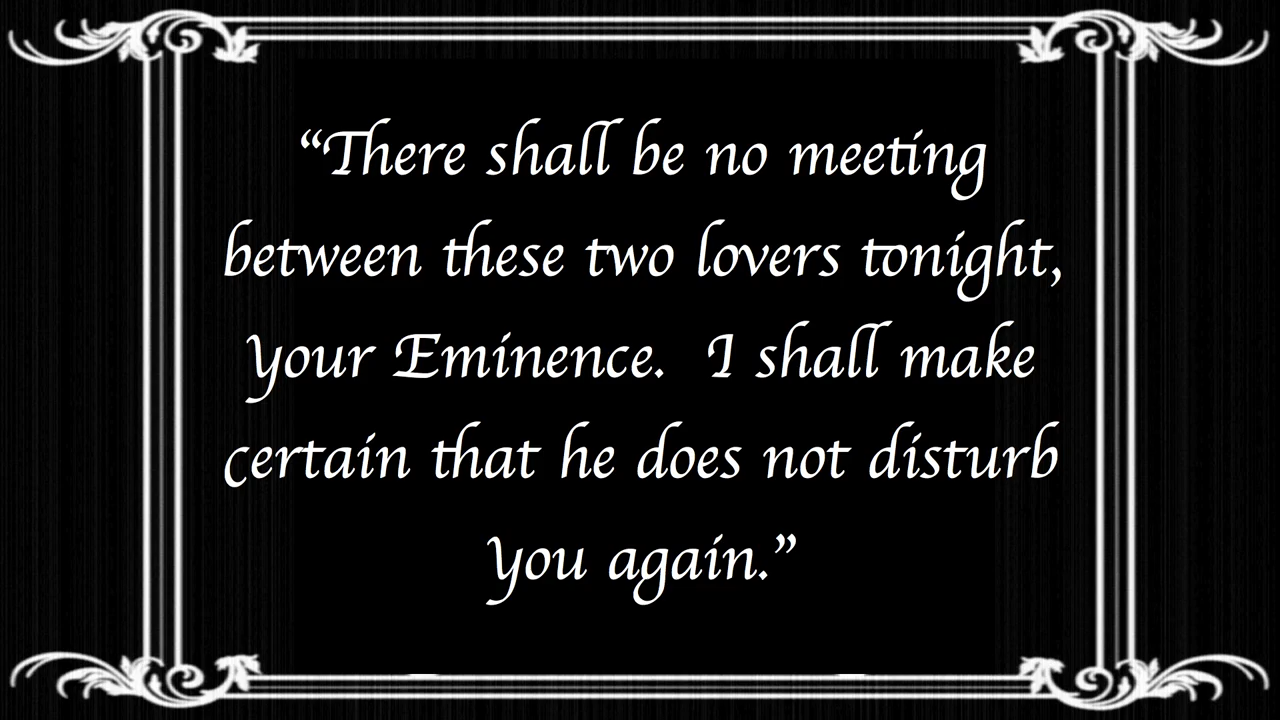 “There shall be no meeting
between these two lovers tonight,
Your Eminence.  I shall make
certain that he does not disturb
You again.”